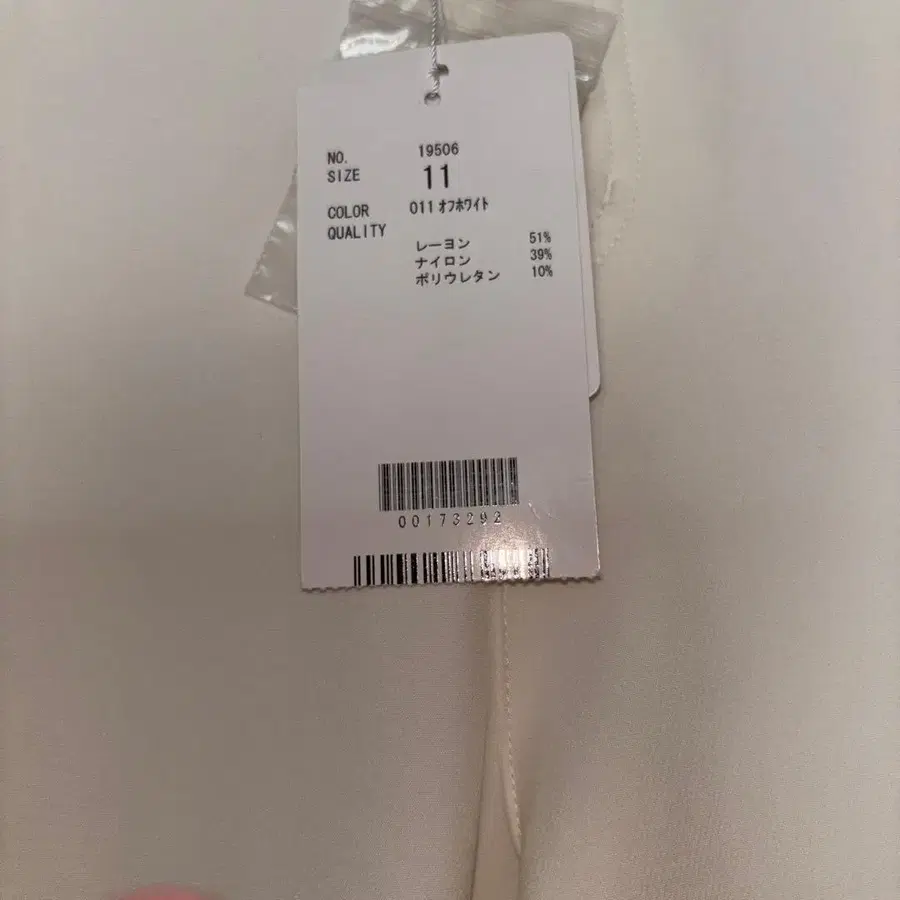 NO. 19506
SIZE 11
COLOR 011 オフホワイト
QUALITY
レーヨン 51%
ナイロン 39%
ポリウレタン 10%
00173292